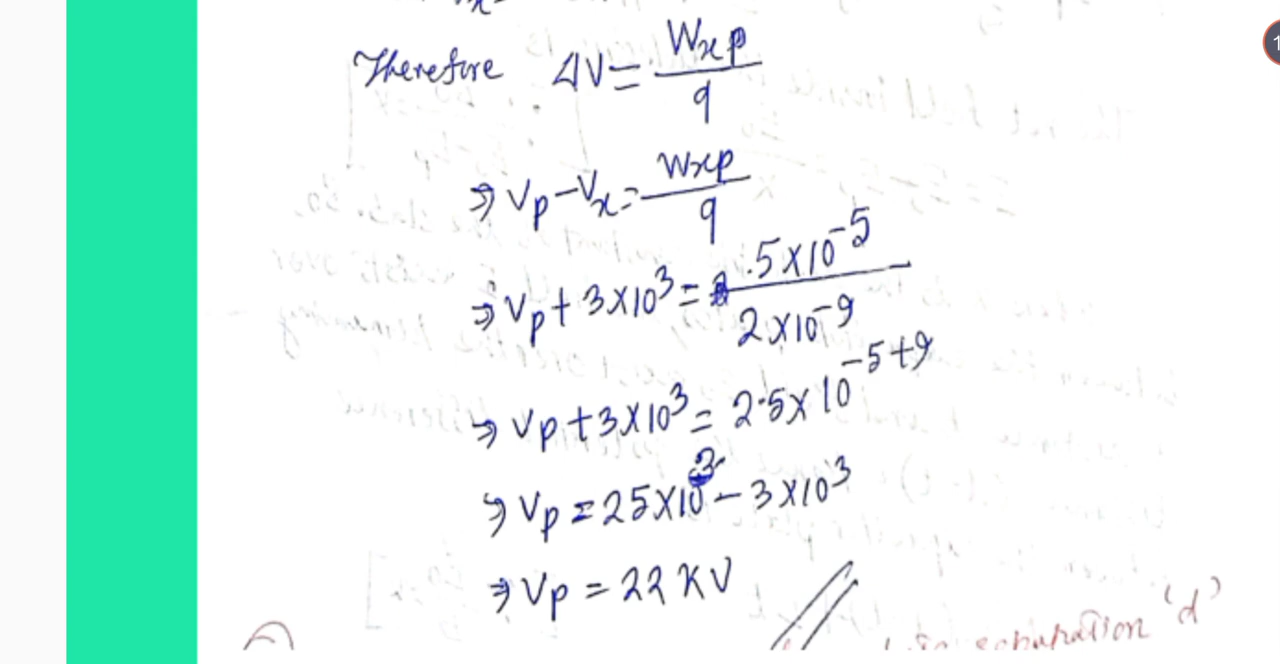 Therefore ΔV = Wxp / q
⇒ Vp - Vx = Wxp / q
⇒ Vp + 3×10³ = .5×10⁻⁵ / 2×10⁻⁹
⇒ Vp + 3×10³ = 2.5×10⁻⁵⁺⁹
⇒ Vp = 25×10³ - 3×10³
⇒ Vp = 22 KV
separation 'd'
1